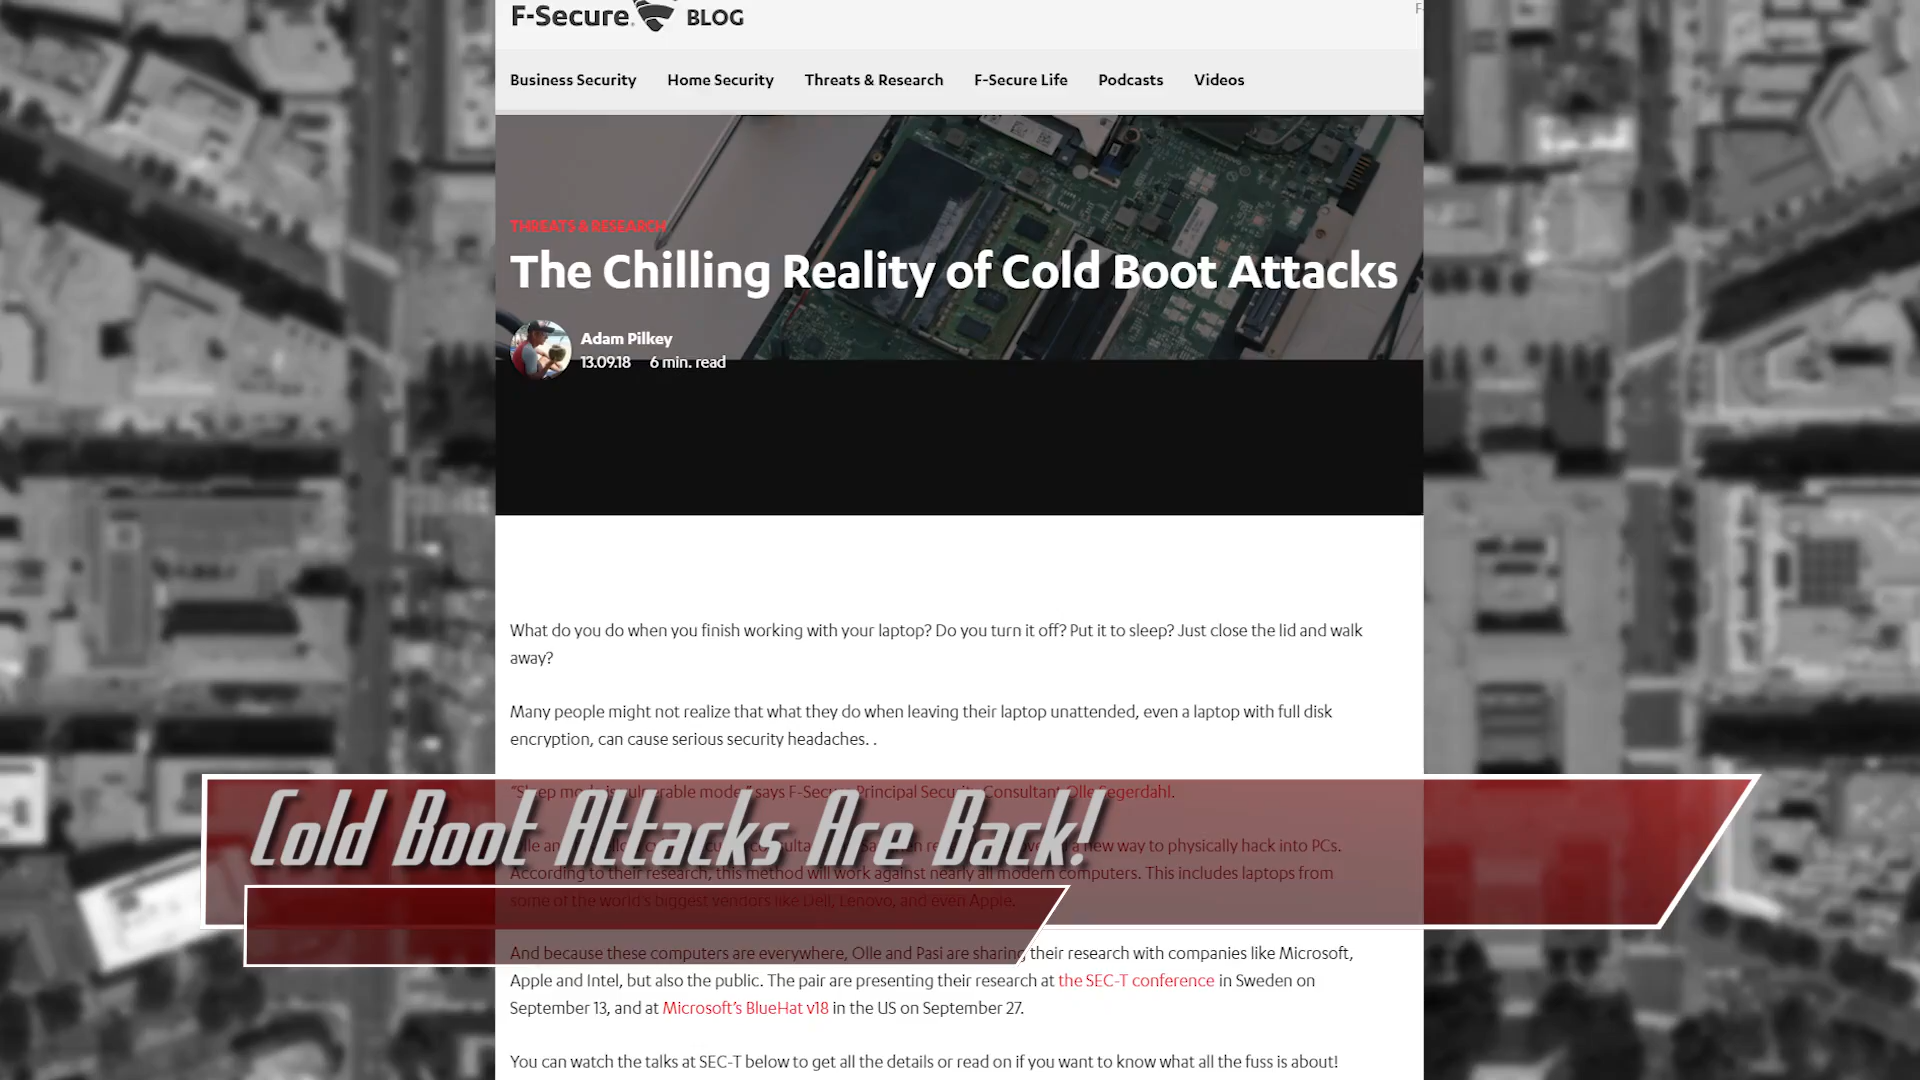 F-Secure. BLOG
F-
Business Security Home Security Threats & Research F-Secure Life Podcasts Videos
THREATS & RESEARCH
The Chilling Reality of Cold Boot Attacks
Adam Pilkey
13.09.18 6 min. read
What do you do when you finish working with your laptop? Do you turn it off? Put it to sleep? Just close the lid and walk
away?
Many people might not realize that what they do when leaving their laptop unattended, even a laptop with full disk
encryption, can cause serious security headaches. .
says F-Secure Principal Security Consultant Olle Segerdahl.
Cold Boot Attacks Are Back!
a new way to physically hack into PCs.
According to their research, this method will work against nearly all modern computers. This includes laptops from
some of the world's biggest vendors like Dell, Lenovo, and even Apple.
And because these computers are everywhere, Olle and Pasi are sharing their research with companies like Microsoft,
Apple and Intel, but also the public. The pair are presenting their research at the SEC-T conference in Sweden on
September 13, and at Microsoft's BlueHat v18 in the US on September 27.
You can watch the talks at SEC-T below to get all the details or read on if you want to know what all the fuss is about!